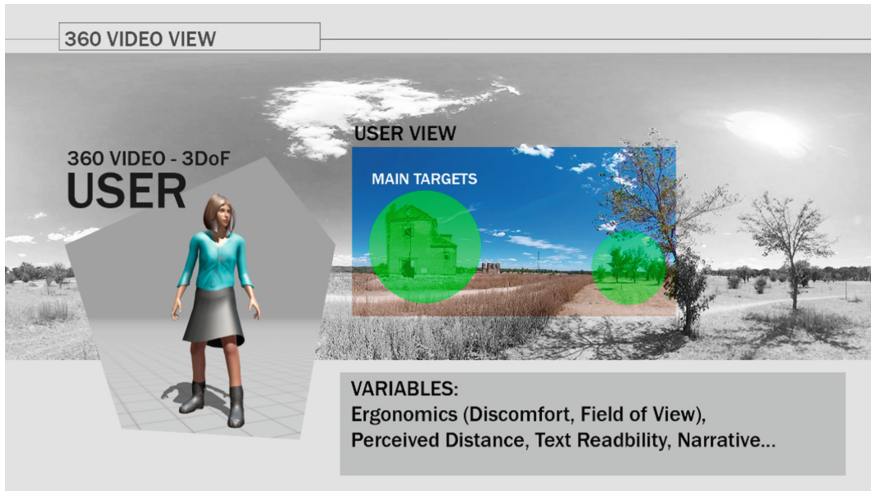 360 VIDEO VIEW
USER VIEW
360 VIDEO - 3DoF
USER
MAIN TARGETS
VARIABLES:
Ergonomics (Discomfort, Field of View),
Perceived Distance, Text Readbility, Narrative...